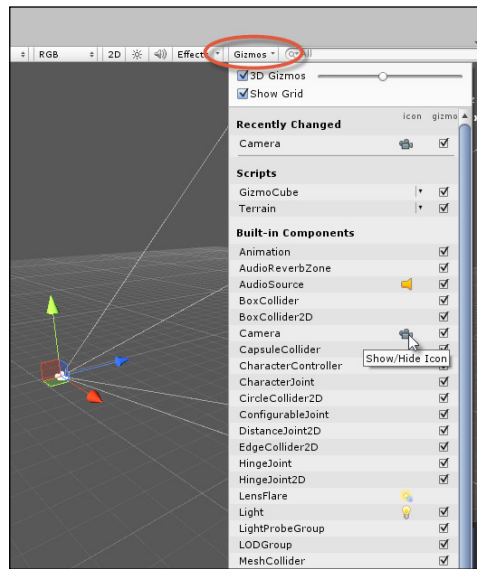 RGB 2D Effects Gizmos All
3D Gizmos
Show Grid
icon gizmo
Recently Changed
Camera
Scripts
GizmoCube
Terrain
Built-in Components
Animation
AudioReverbZone
AudioSource
BoxCollider
BoxCollider2D
Camera
CapsuleCollider
Show/Hide Icon
CharacterController
CharacterJoint
CircleCollider2D
ConfigurableJoint
DistanceJoint2D
EdgeCollider2D
HingeJoint
HingeJoint2D
LensFlare
Light
LightProbeGroup
LODGroup
MeshCollider